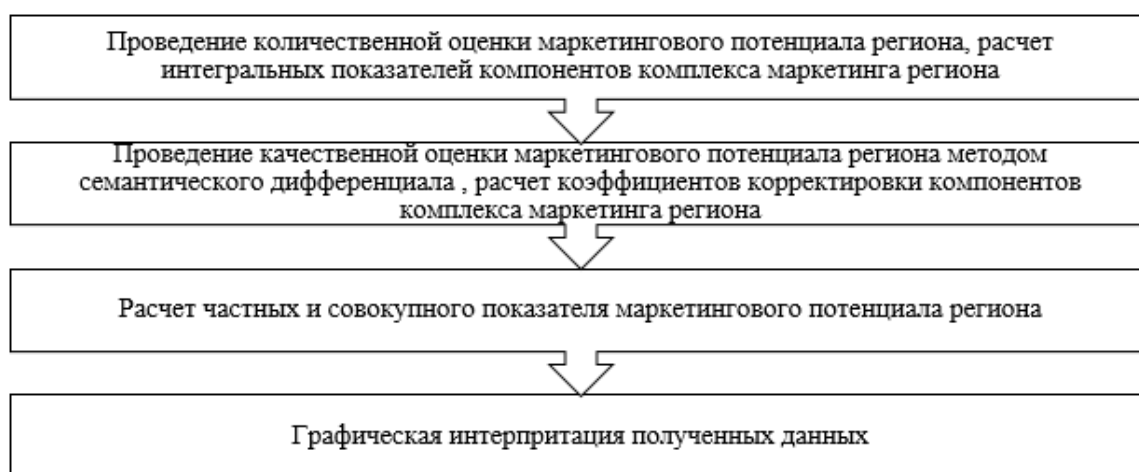 Проведение количественной оценки маркетингового потенциала региона, расчет
интегральных показателей компонентов комплекса маркетинга региона
Проведение качественной оценки маркетингового потенциала региона методом
семантического дифференциала , расчет коэффициентов корректировки компонентов
комплекса маркетинга региона
Расчет частных и совокупного показателя маркетингового потенциала региона
Графическая интерпритация полученных данных